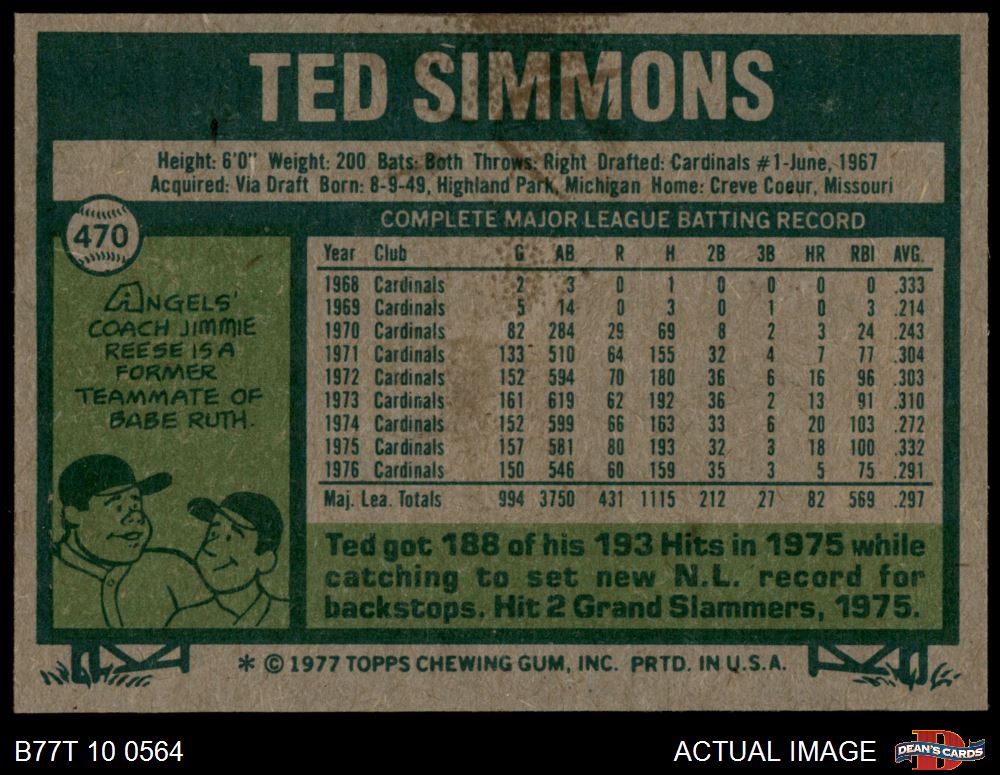 TED SIMMONS
Height: 6'0" Weight: 200 Bats: Both Throws: Right Drafted: Cardinals #1-June, 1967
Acquired: Via Draft Born: 8-9-49, Highland Park, Michigan Home: Creve Coeur, Missouri
470
COMPLETE MAJOR LEAGUE BATTING RECORD
Year Club G AB R H 2B 3B HR RBI AVG.
1968 Cardinals 2 3 0 1 0 0 0 0 .333
1969 Cardinals 5 14 0 3 0 1 0 3 .214
1970 Cardinals 82 284 29 69 8 2 3 24 .243
1971 Cardinals 133 510 64 155 32 4 7 77 .304
1972 Cardinals 152 594 70 180 36 6 16 96 .303
1973 Cardinals 161 619 62 192 36 2 13 91 .310
1974 Cardinals 152 599 66 163 33 6 20 103 .272
1975 Cardinals 157 581 80 193 32 3 18 100 .332
1976 Cardinals 150 546 60 159 35 3 5 75 .291
Maj. Lea. Totals 994 3750 431 1115 212 27 82 569 .297
ANGELS'
COACH JIMMIE
REESE IS A
FORMER
TEAMMATE OF
BABE RUTH.
Ted got 188 of his 193 Hits in 1975 while
catching to set new N.L. record for
backstops. Hit 2 Grand Slammers, 1975.
* © 1977 TOPPS CHEWING GUM, INC. PRTD. IN U.S.A.
B77T 10 0564
ACTUAL IMAGE
D
DEAN'S CARDS